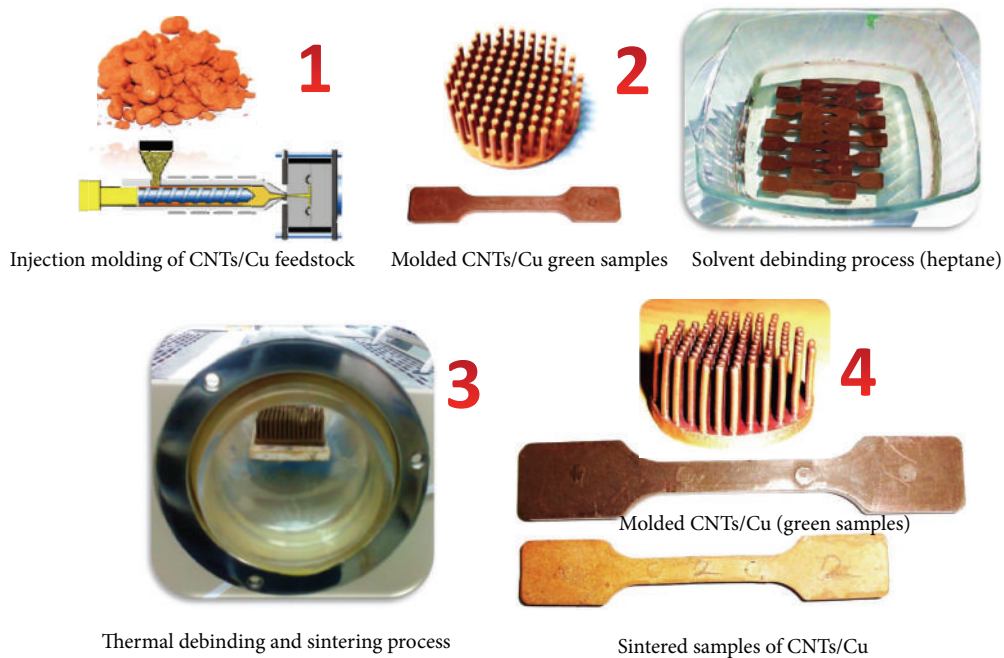 1
2
Injection molding of CNTs/Cu feedstock
Molded CNTs/Cu green samples
Solvent debinding process (heptane)
3
4
Molded CNTs/Cu (green samples)
Thermal debinding and sintering process
Sintered samples of CNTs/Cu